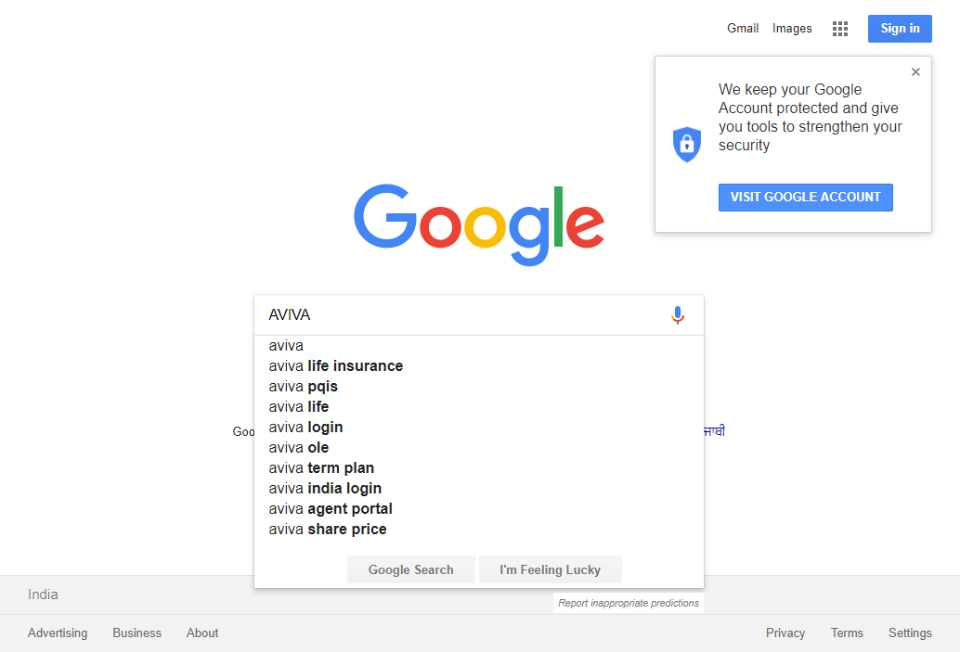 Gmail Images Sign in
We keep your Google
Account protected and give
you tools to strengthen your
security
VISIT GOOGLE ACCOUNT
Google
AVIVA
aviva
aviva life insurance
aviva pqis
aviva life
aviva login
aviva ole
aviva term plan
aviva india login
aviva agent portal
aviva share price
Google Search I'm Feeling Lucky
Report inappropriate predictions
India
Advertising Business About Privacy Terms Settings